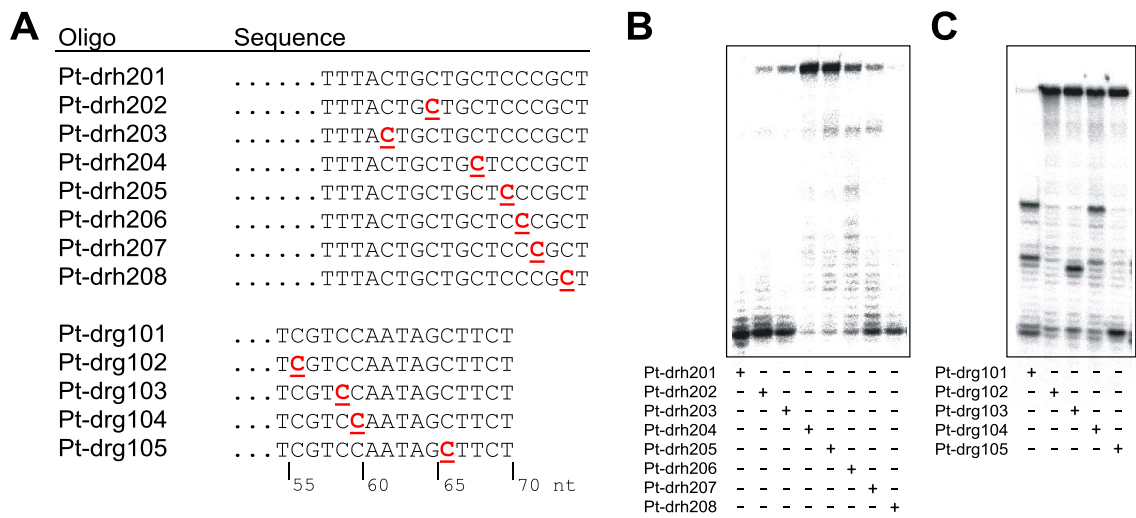 A
Oligo Sequence
Pt-drh201 ......TTTACTGCTGCTCCCGCT
Pt-drh202 ......TTTACTGCTGCTCCCGCT
Pt-drh203 ......TTTACTGCTGCTCCCGCT
Pt-drh204 ......TTTACTGCTGCTCCCGCT
Pt-drh205 ......TTTACTGCTGCTCCCGCT
Pt-drh206 ......TTTACTGCTGCTCCCGCT
Pt-drh207 ......TTTACTGCTGCTCCCGCT
Pt-drh208 ......TTTACTGCTGCTCCCGCT
Pt-drg101 ...TCGTCCAATAGCTTCT
Pt-drg102 ...TCGTCCAATAGCTTCT
Pt-drg103 ...TCGTCCAATAGCTTCT
Pt-drg104 ...TCGTCCAATAGCTTCT
Pt-drg105 ...TCGTCCAATAGCTTCT
55 60 65 70 nt
B
Pt-drh201 + – – – – – – –
Pt-drh202 – + – – – – – –
Pt-drh203 – – + – – – – –
Pt-drh204 – – – + – – – –
Pt-drh205 – – – – + – – –
Pt-drh206 – – – – – + – –
Pt-drh207 – – – – – – + –
Pt-drh208 – – – – – – – +
C
Pt-drg101 + – – – –
Pt-drg102 – + – – –
Pt-drg103 – – + – –
Pt-drg104 – – – + –
Pt-drg105 – – – – +